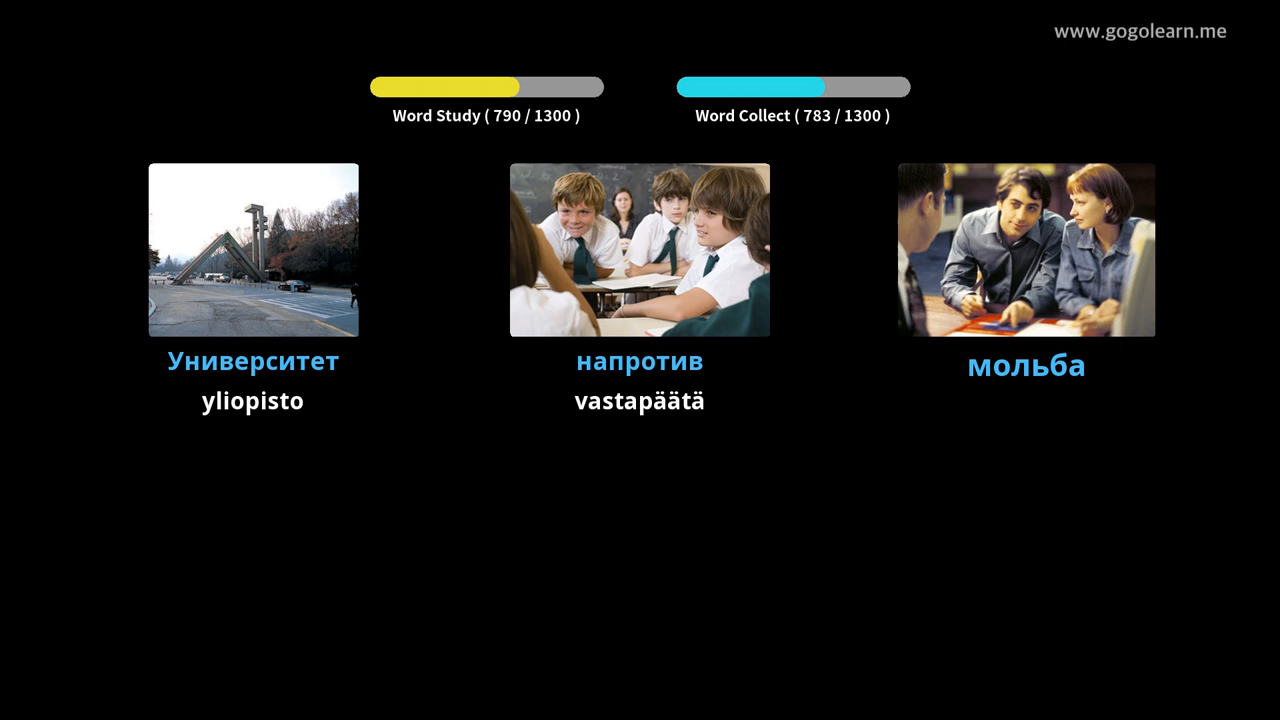 www.gogolearn.me
Word Study ( 790 / 1300 )
Word Collect ( 783 / 1300 )
Университет
yliopisto
напротив
vastapäätä
мольба